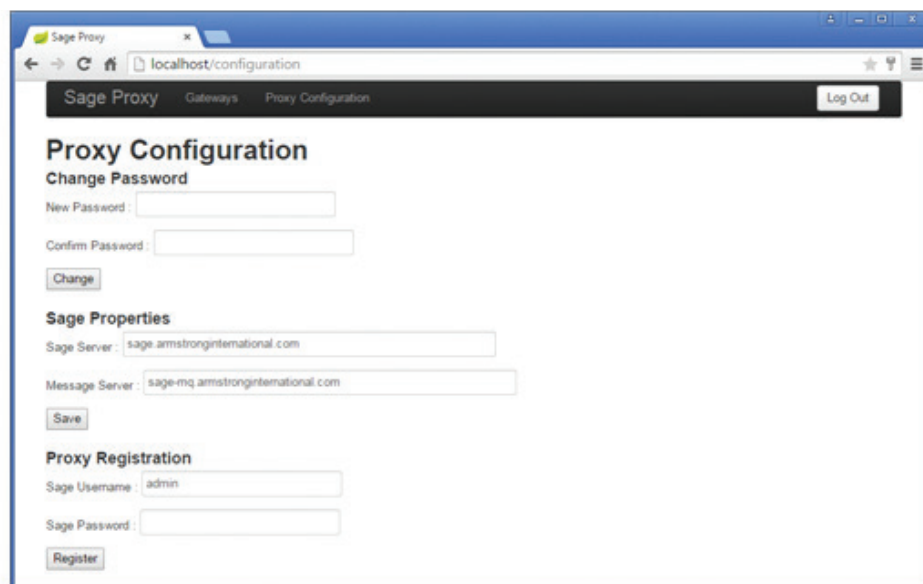 Sage Proxy
localhost/configuration
Sage Proxy Gateways Proxy Configuration Log Out
Proxy Configuration
Change Password
New Password :
Confirm Password :
Change
Sage Properties
Sage Server : sage.armstronginternational.com
Message Server : sage-mq.armstronginternational.com
Save
Proxy Registration
Sage Username : admin
Sage Password :
Register